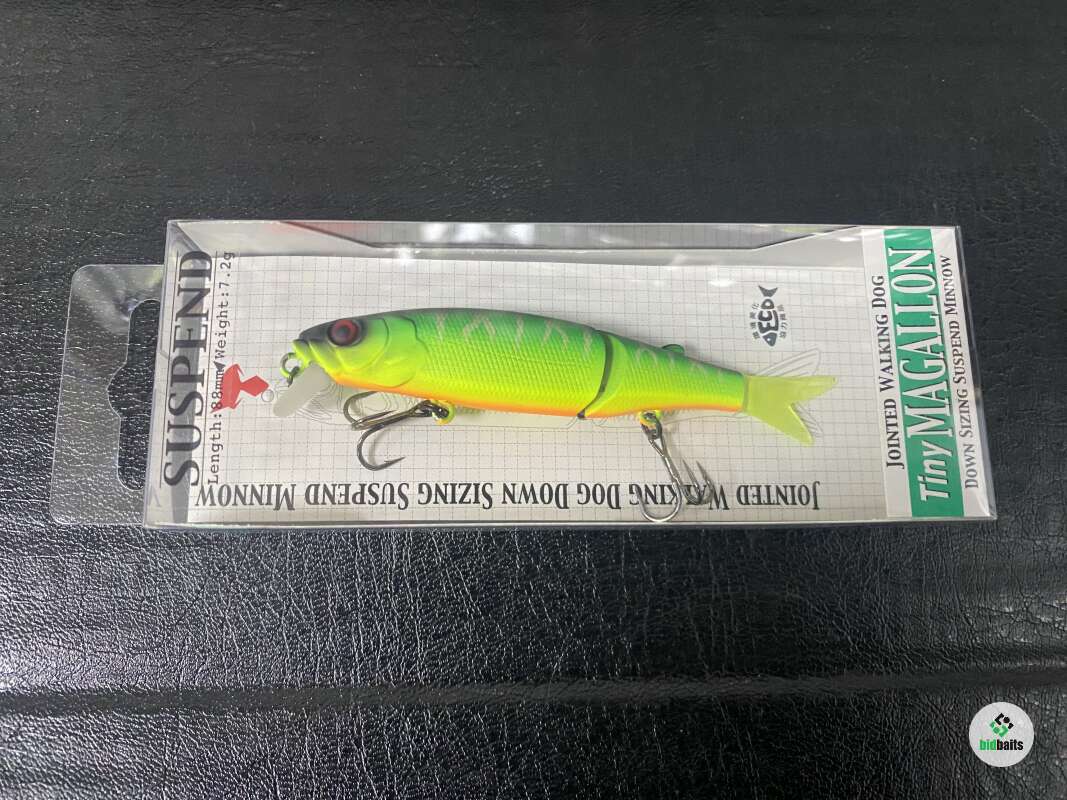 SUSPEND
Length:88mm/Weight:7.2g
ECO
JOINTED WALKING DOG
Tiny MAGALLON
DOWN SIZING SUSPEND MINNOW
JOINTED WALKING DOG DOWN SIZING SUSPEND MINNOW
bidbaits